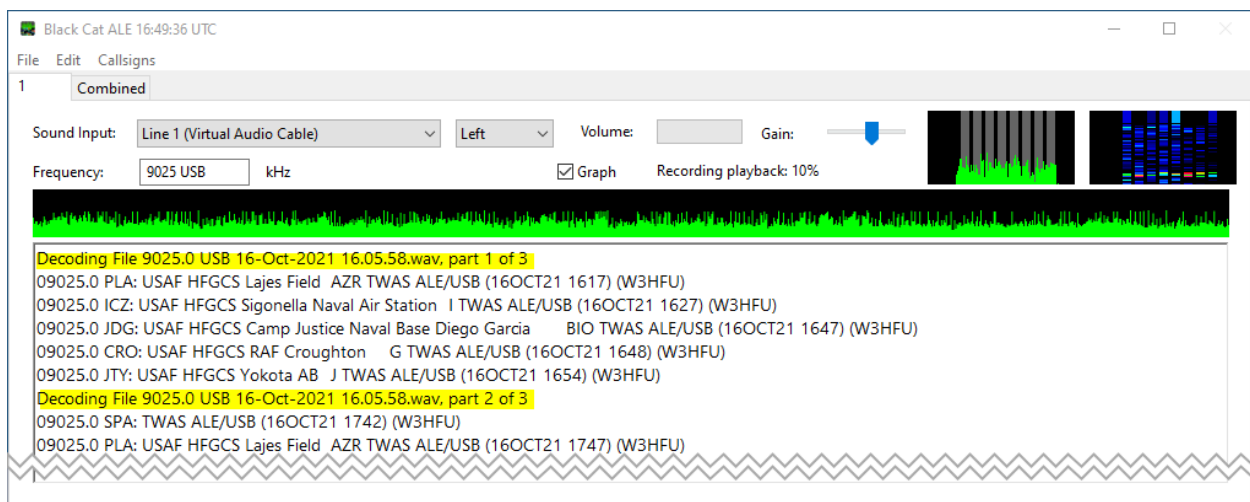 Black Cat ALE 16:49:36 UTC
File Edit Callsigns
1 Combined
Sound Input: Line 1 (Virtual Audio Cable) Left Volume: Gain:
Frequency: 9025 USB kHz Graph Recording playback: 10%
Decoding File 9025.0 USB 16-Oct-2021 16.05.58.wav, part 1 of 3
09025.0 PLA: USAF HFGCS Lajes Field AZR TWAS ALE/USB (16OCT21 1617) (W3HFU)
09025.0 ICZ: USAF HFGCS Sigonella Naval Air Station I TWAS ALE/USB (16OCT21 1627) (W3HFU)
09025.0 JDG: USAF HFGCS Camp Justice Naval Base Diego Garcia BIO TWAS ALE/USB (16OCT21 1647) (W3HFU)
09025.0 CRO: USAF HFGCS RAF Croughton G TWAS ALE/USB (16OCT21 1648) (W3HFU)
09025.0 JTY: USAF HFGCS Yokota AB J TWAS ALE/USB (16OCT21 1654) (W3HFU)
Decoding File 9025.0 USB 16-Oct-2021 16.05.58.wav, part 2 of 3
09025.0 SPA: TWAS ALE/USB (16OCT21 1742) (W3HFU)
09025.0 PLA: USAF HFGCS Lajes Field AZR TWAS ALE/USB (16OCT21 1747) (W3HFU)